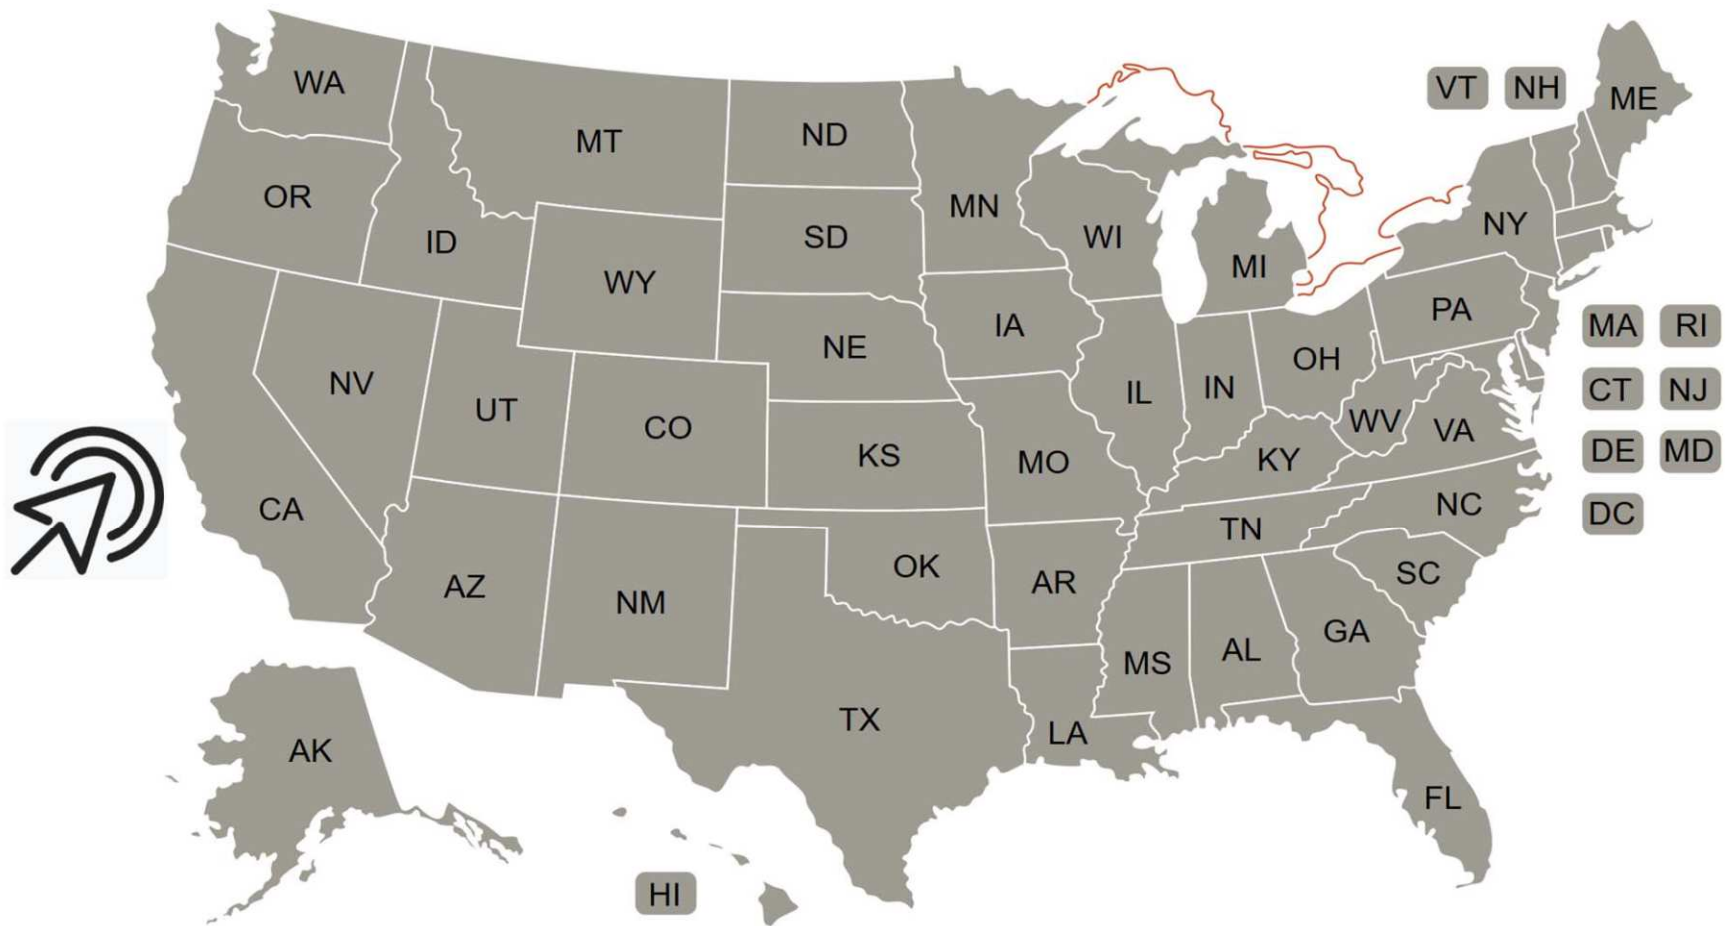 WA
MT
ND
VT NH
ME
OR
ID
MN
SD
WI
NY
WY
MI
IA
PA
MA RI
NE
OH
NV
UT
CO
IL
IN
CT NJ
WV
VA
KS
MO
KY
DE MD
CA
NC
TN
DC
AZ
NM
OK
AR
SC
GA
MS
AL
TX
LA
AK
FL
HI